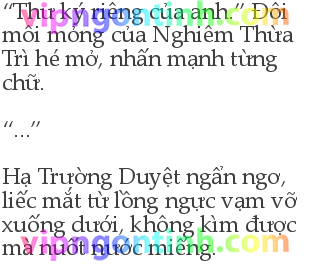 “Thư ký riêng của anh.” Đôi
môi mỏng của Nghiêm Thừa
Trì hé mở, nhấn mạnh từng
chữ.
“...”
Hạ Trường Duyệt ngẩn ngơ,
liếc mắt từ lồng ngực vạm vỡ
xuống dưới, không kìm được
mà nuốt nước miếng.
vipngontinh.com
vipngontinh.com